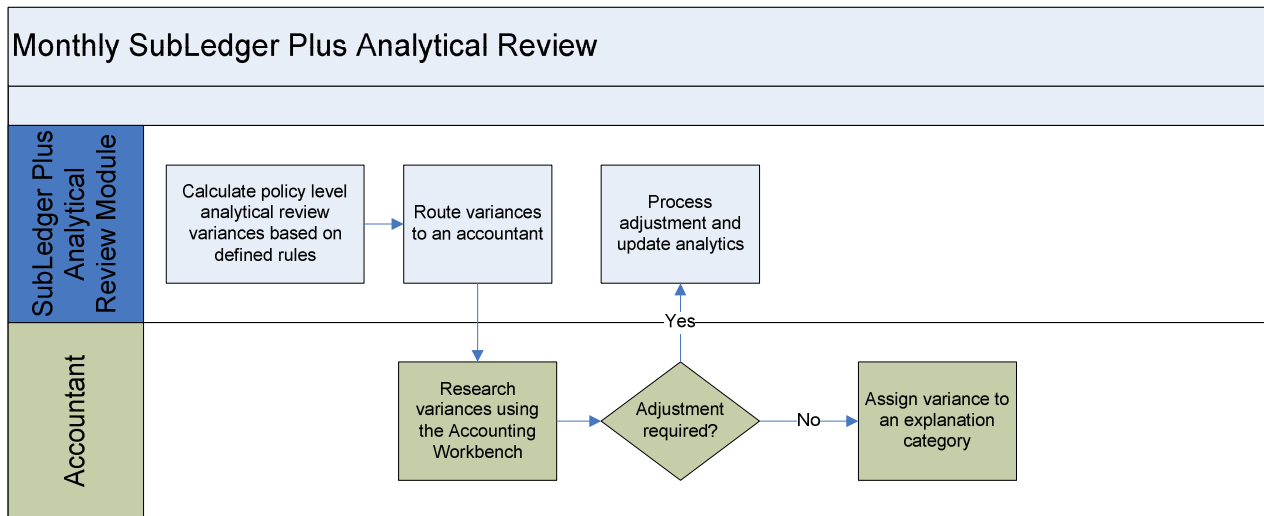 Monthly SubLedger Plus Analytical Review
SubLedger Plus
Analytical
Review Module
Calculate policy level
analytical review
variances based on
defined rules
Route variances
to an accountant
Process
adjustment and
update analytics
Yes
Accountant
Research
variances using
the Accounting
Workbench
Adjustment
required?
No
Assign variance to
an explanation
category